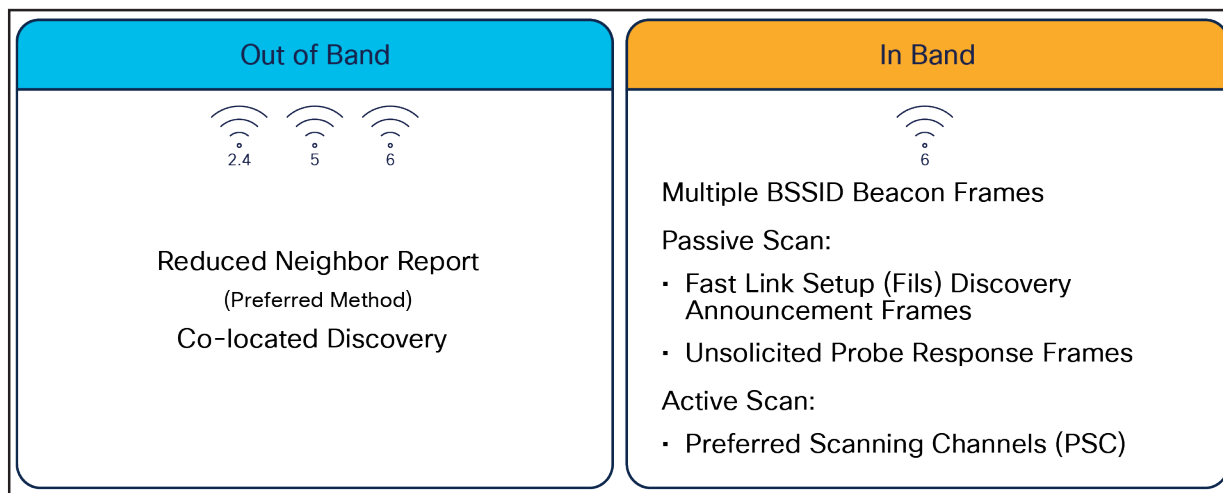 Out of Band
2.4 5 6
Reduced Neighbor Report
(Preferred Method)
Co-located Discovery
In Band
6
Multiple BSSID Beacon Frames
Passive Scan:
· Fast Link Setup (Fils) Discovery
Announcement Frames
· Unsolicited Probe Response Frames
Active Scan:
· Preferred Scanning Channels (PSC)